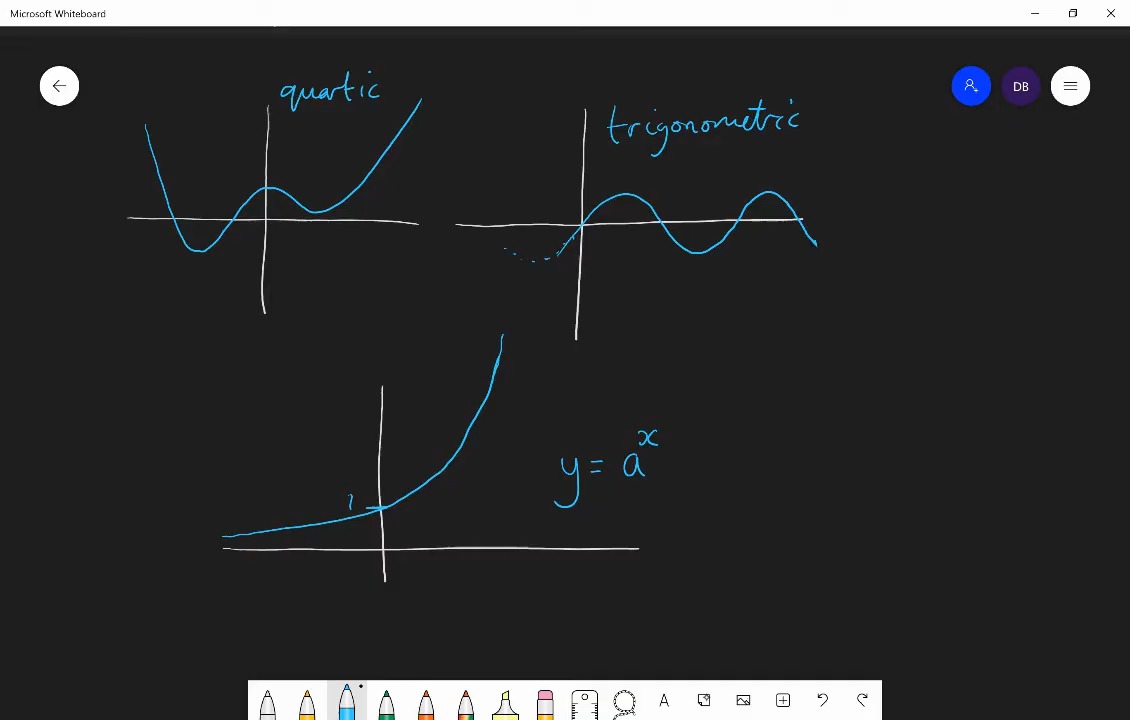 Microsoft Whiteboard
quartic
DB
trigonometric
y = a^x
1
A